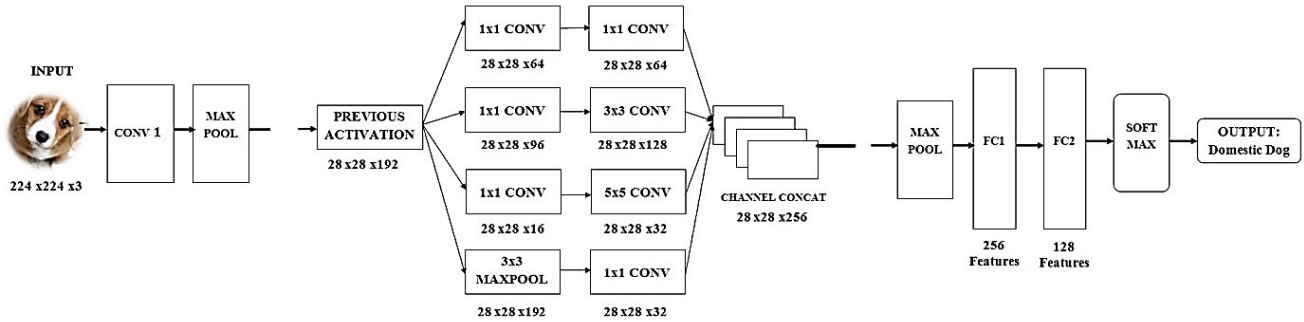 INPUT
224 x224 x3
CONV 1
MAX
POOL
PREVIOUS
ACTIVATION
28 x28 x192
1x1 CONV
28 x28 x64
1x1 CONV
28 x28 x64
1x1 CONV
28 x28 x96
3x3 CONV
28 x28 x128
1x1 CONV
28 x28 x16
5x5 CONV
28 x28 x32
3x3
MAXPOOL
28 x28 x192
1x1 CONV
28 x28 x32
CHANNEL CONCAT
28 x28 x256
MAX
POOL
FC1
256
Features
FC2
128
Features
SOFT
MAX
OUTPUT:
Domestic Dog